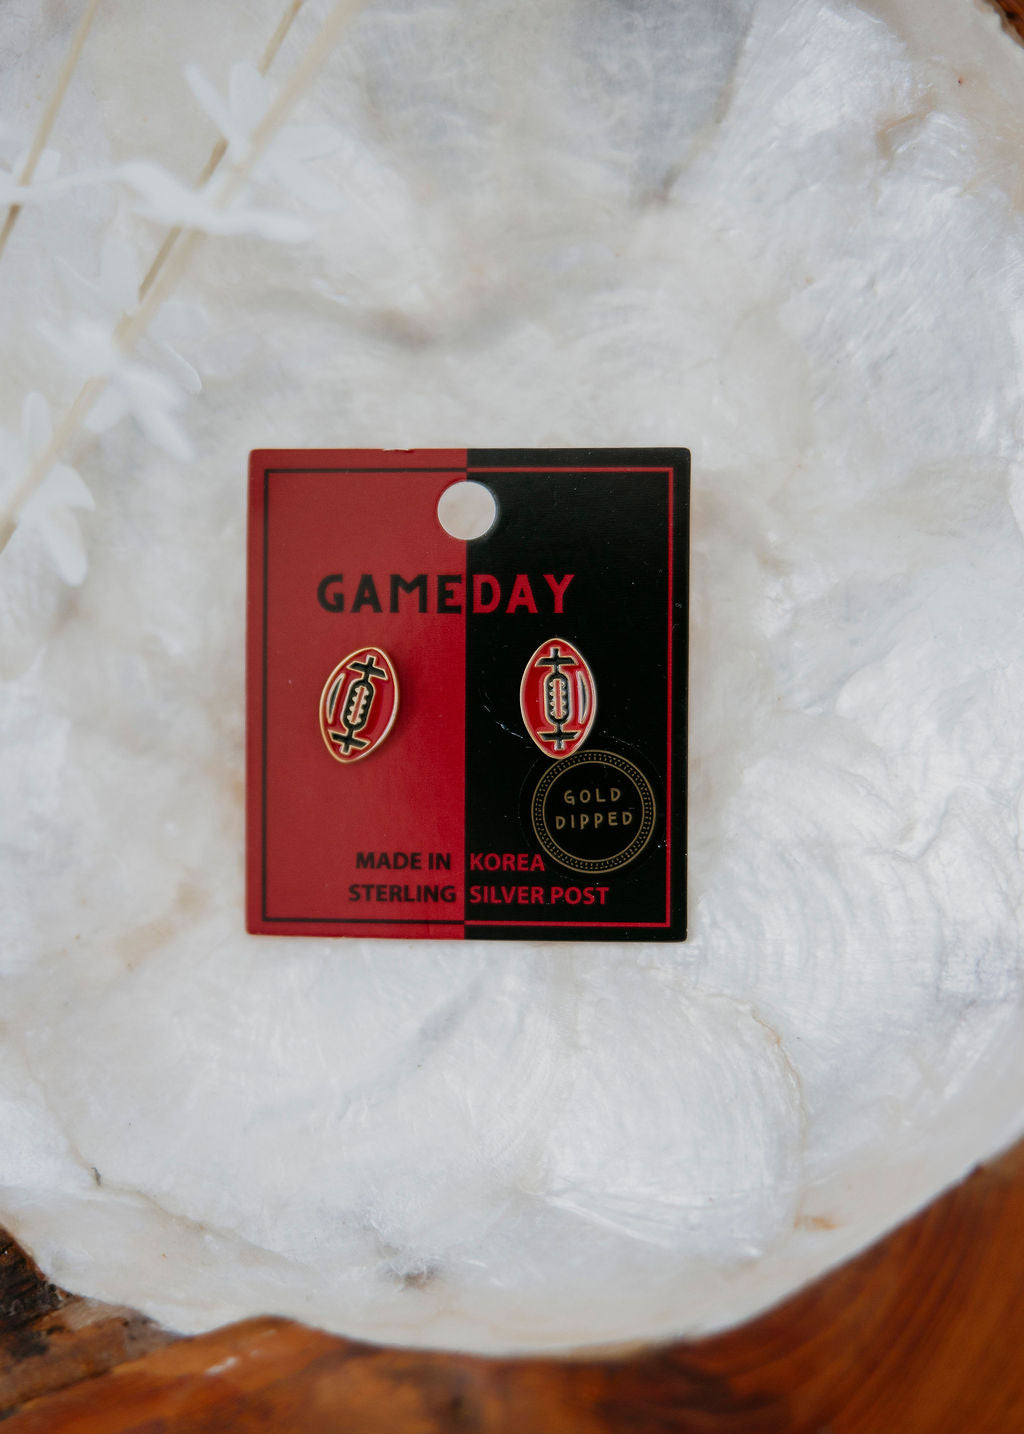 GAMEDAY
GOLD
DIPPED
MADE IN KOREA
STERLING SILVER POST